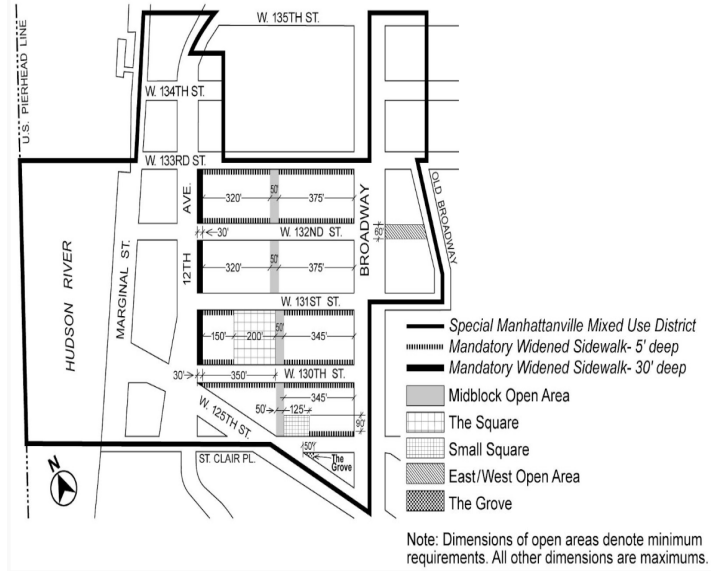 U.S. PIERHEAD LINE
W. 135TH ST.
W. 134TH ST.
W. 133RD ST.
AVE.
12TH
320'
50'
375'
30'
W. 132ND ST.
BROADWAY
OLD BROADWAY
60'
HUDSON RIVER
MARGINAL ST.
320'
50'
375'
W. 131ST ST.
150'
200'
50'
345'
30'
350'
W. 130TH ST.
345'
50'
125'
90'
W. 125TH ST.
50'
The
Grove
ST. CLAIR PL.
N
Special Manhattanville Mixed Use District
Mandatory Widened Sidewalk- 5' deep
Mandatory Widened Sidewalk- 30' deep
Midblock Open Area
The Square
Small Square
East/West Open Area
The Grove
Note: Dimensions of open areas denote minimum
requirements. All other dimensions are maximums.